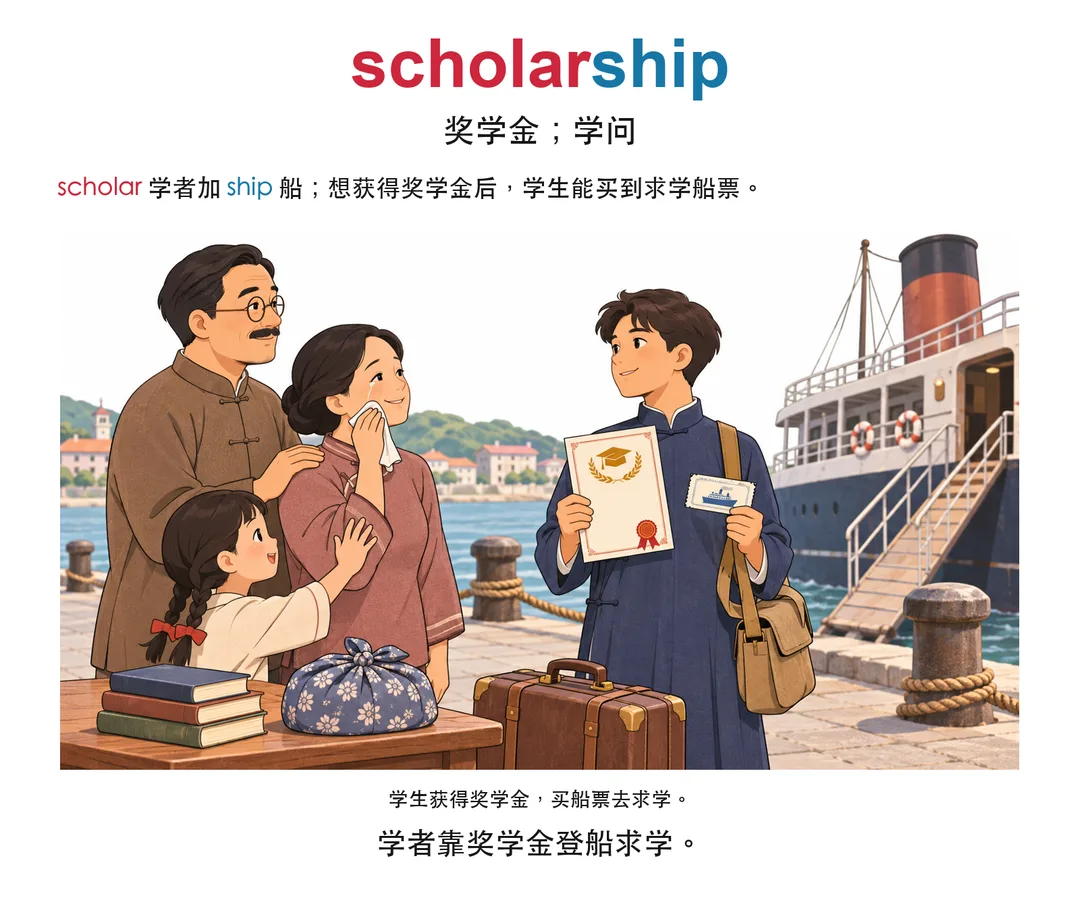 scholarship
奖学金；学问
scholar 学者加 ship 船；想获得奖学金后，学生能买到求学船票。
学生获得奖学金，买船票去求学。
学者靠奖学金登船求学。